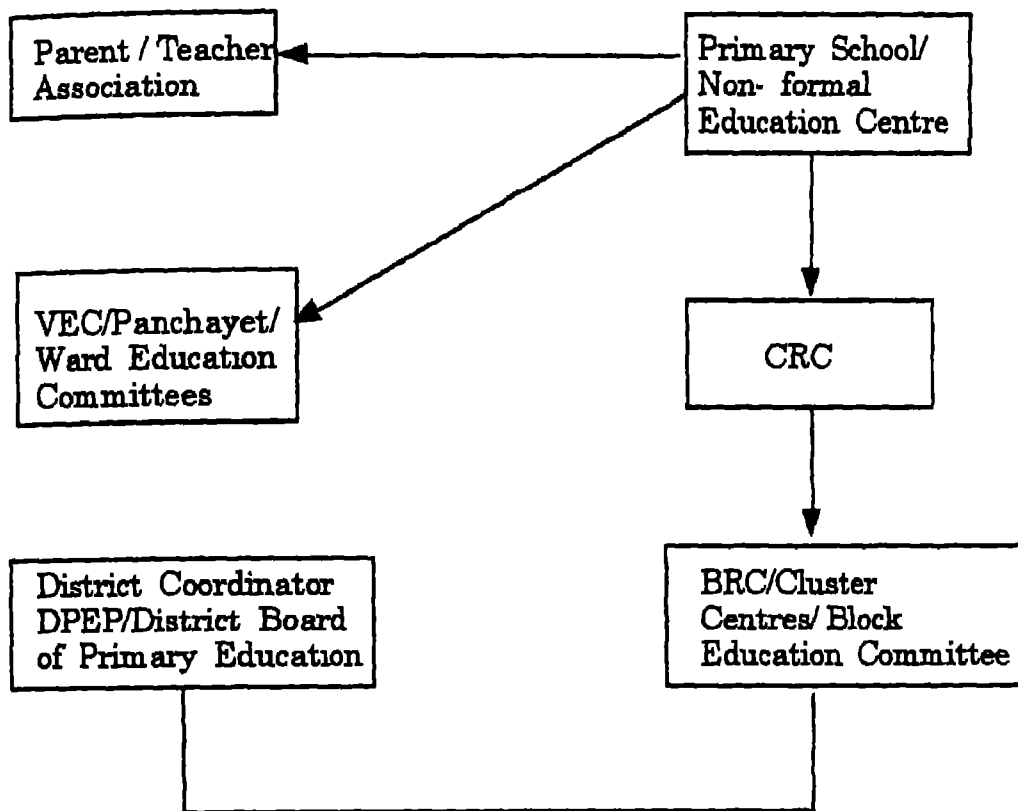 Parent / Teacher
Association
Primary School/
Non- formal
Education Centre
VEC/Panchayet/
Ward Education
Committees
CRC
District Coordinator
DPEP/District Board
of Primary Education
BRC/Cluster
Centres/ Block
Education Committee